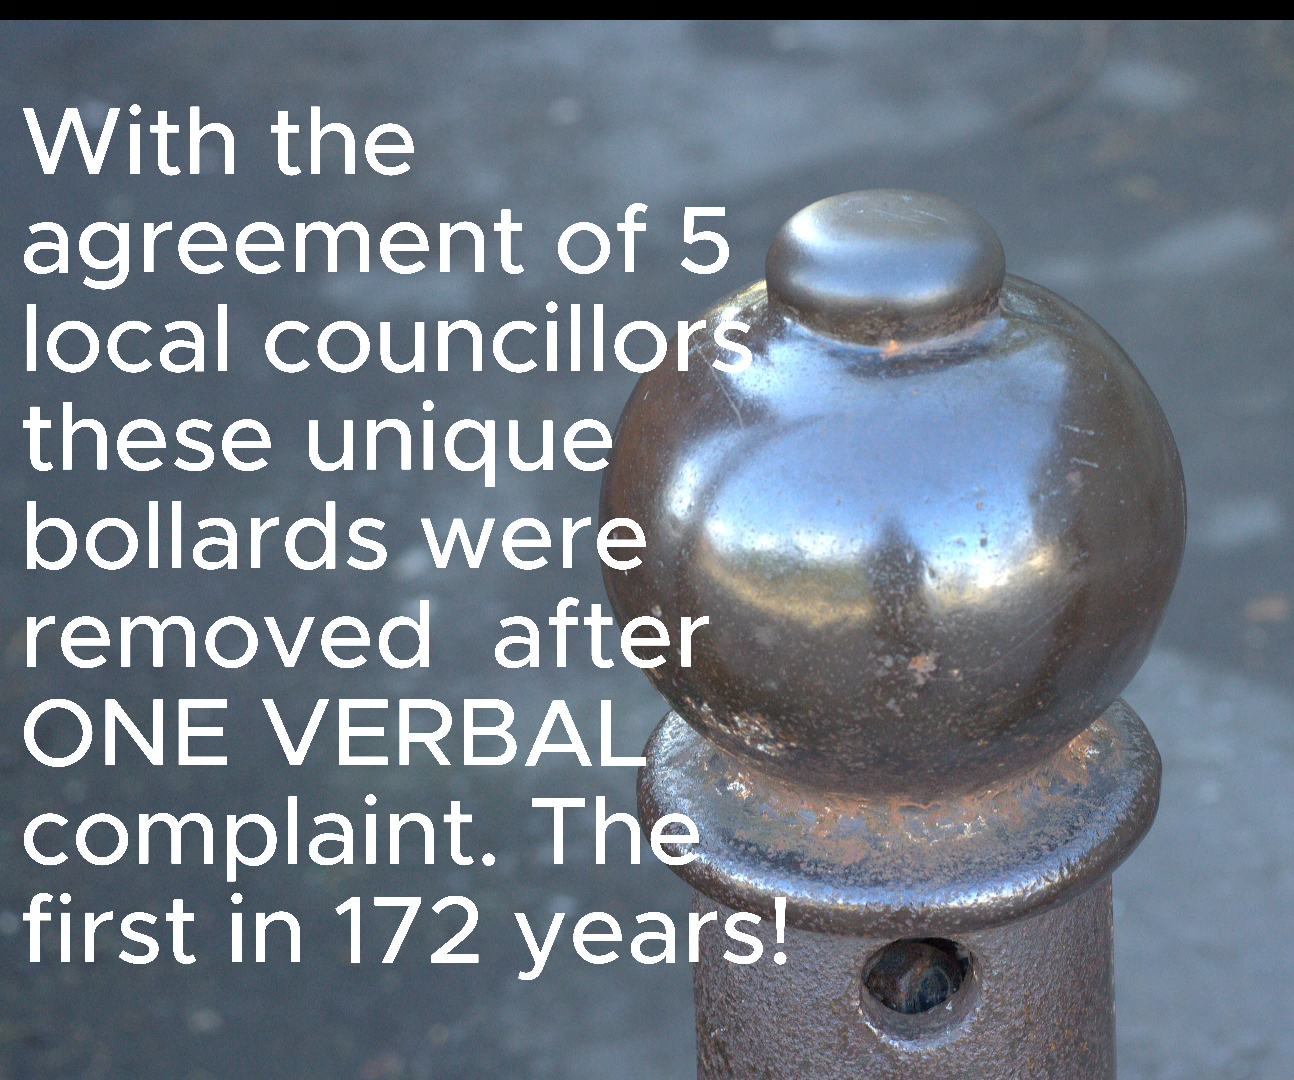 With the
agreement of 5
local councillors
these unique
bollards were
removed  after
ONE VERBAL
complaint. The
first in 172 years!